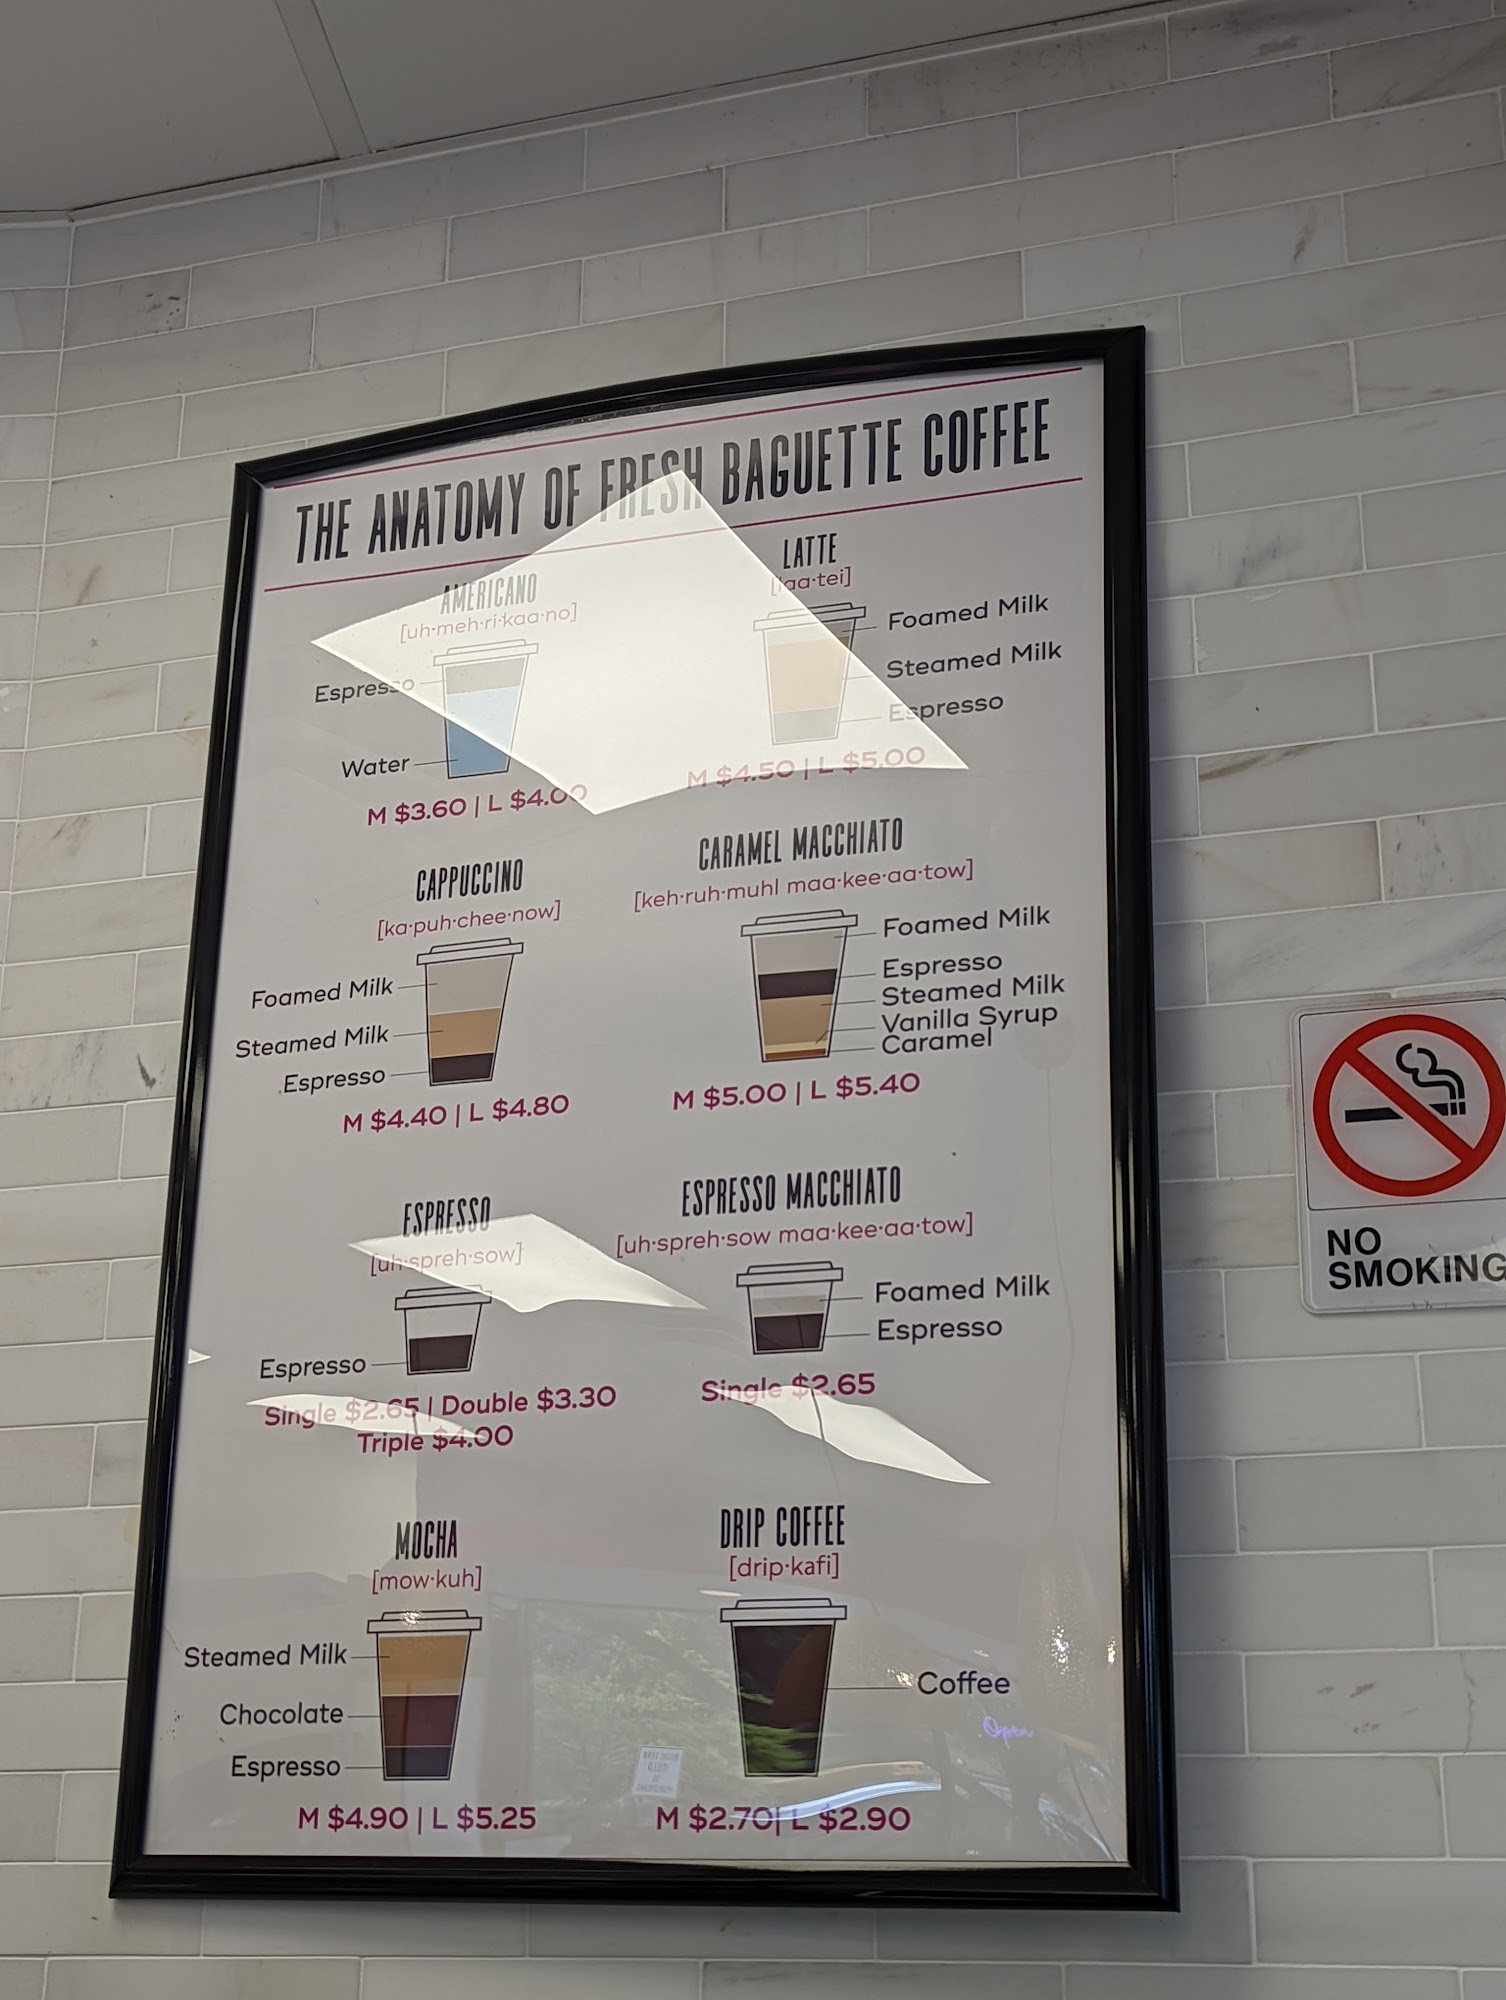 THE ANATOMY OF FRESH BAGUETTE COFFEE
AMERICANO
[uh·meh·ri·kaa·no]
Espresso
Water
M $3.60 | L $4.00
LATTE
[laa·tei]
Foamed Milk
Steamed Milk
Espresso
M $4.50 | L $5.00
CAPPUCCINO
[ka·puh·chee·now]
Foamed Milk
Steamed Milk
Espresso
M $4.40 | L $4.80
CARAMEL MACCHIATO
[keh·ruh·muhl maa·kee·aa·tow]
Foamed Milk
Espresso
Steamed Milk
Vanilla Syrup
Caramel
M $5.00 | L $5.40
ESPRESSO
[uh·spreh·sow]
Espresso
Single $2.65 | Double $3.30
Triple $4.00
ESPRESSO MACCHIATO
[uh·spreh·sow maa·kee·aa·tow]
Foamed Milk
Espresso
Single $2.65
MOCHA
[mow·kuh]
Steamed Milk
Chocolate
Espresso
M $4.90 | L $5.25
DRIP COFFEE
[drip·kafi]
Coffee
M $2.70| L $2.90
Open
NO
SMOKING